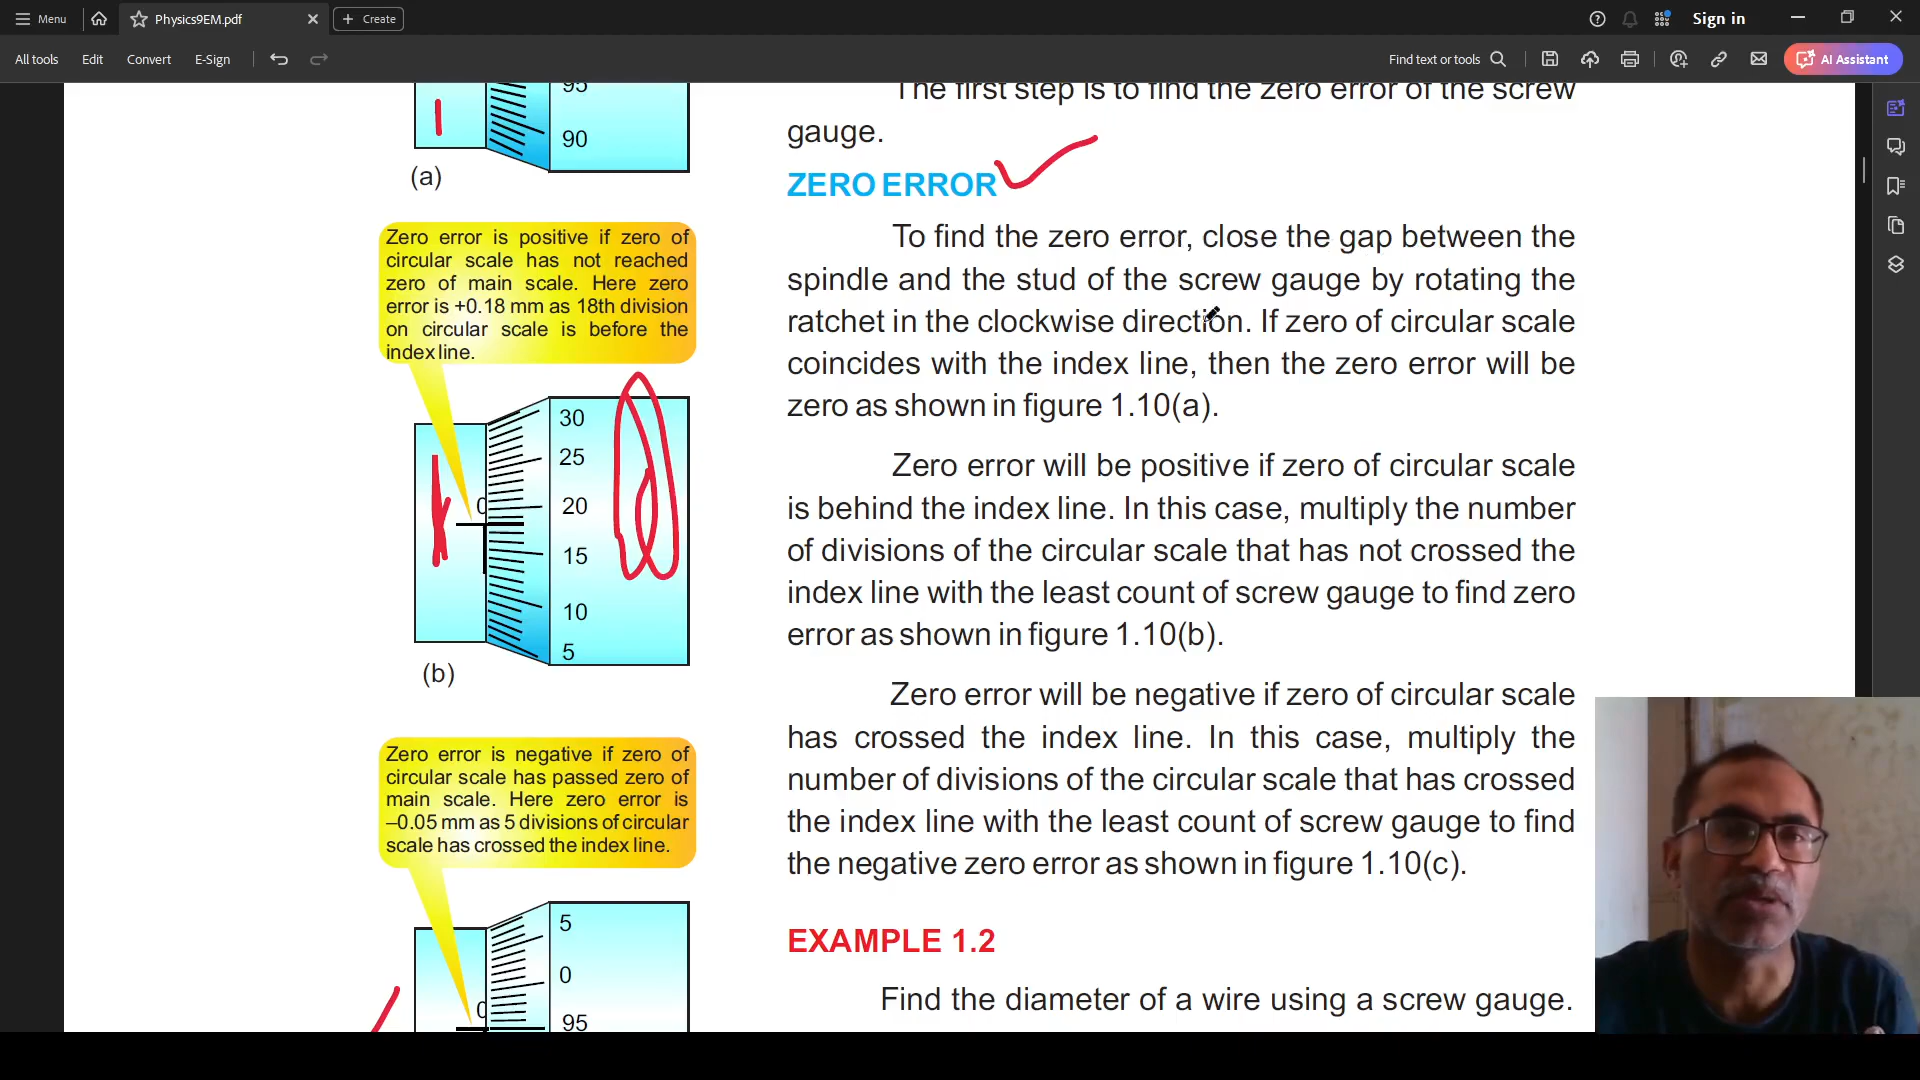 Menu
Physics9EM.pdf
Create
Sign in
All tools
Edit
Convert
E-Sign
Find text or tools
AI Assistant
95
90
(a)
Zero error is positive if zero of
circular scale has not reached
zero of main scale. Here zero
error is +0.18 mm as 18th division
on circular scale is before the
index line.
30
25
0
20
15
10
5
(b)
Zero error is negative if zero of
circular scale has passed zero of
main scale. Here zero error is
–0.05 mm as 5 divisions of circular
scale has crossed the index line.
5
0
0
95
The first step is to find the zero error of the screw
gauge.
ZERO ERROR
To find the zero error, close the gap between the
spindle and the stud of the screw gauge by rotating the
ratchet in the clockwise direction. If zero of circular scale
coincides with the index line, then the zero error will be
zero as shown in figure 1.10(a).
Zero error will be positive if zero of circular scale
is behind the index line. In this case, multiply the number
of divisions of the circular scale that has not crossed the
index line with the least count of screw gauge to find zero
error as shown in figure 1.10(b).
Zero error will be negative if zero of circular scale
has crossed the index line. In this case, multiply the
number of divisions of the circular scale that has crossed
the index line with the least count of screw gauge to find
the negative zero error as shown in figure 1.10(c).
EXAMPLE 1.2
Find the diameter of a wire using a screw gauge.